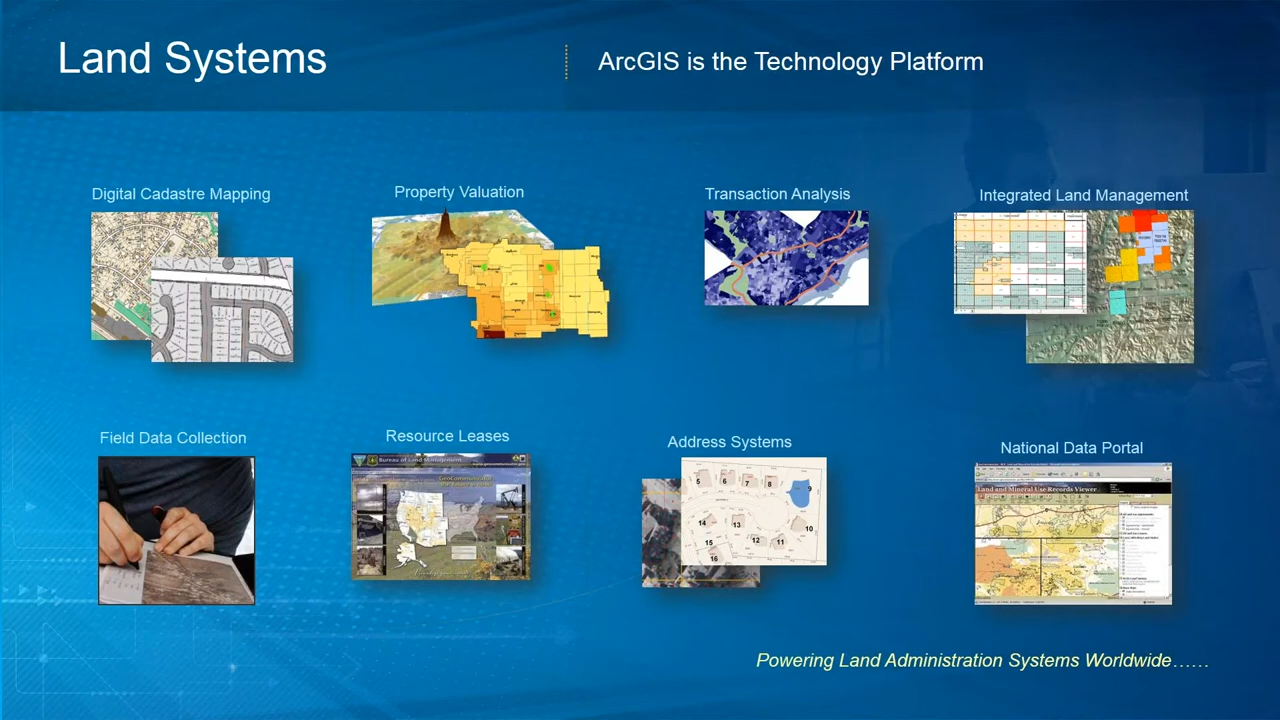 Land Systems
ArcGIS is the Technology Platform
Digital Cadastre Mapping
Property Valuation
Transaction Analysis
Integrated Land Management
Field Data Collection
Resource Leases
Address Systems
National Data Portal
Bureau of Land Management
GeoCommunicator
Land and Mineral Use Records Viewer
5 6 7 8 9
10
11
12
13
14
15
16
Powering Land Administration Systems Worldwide……